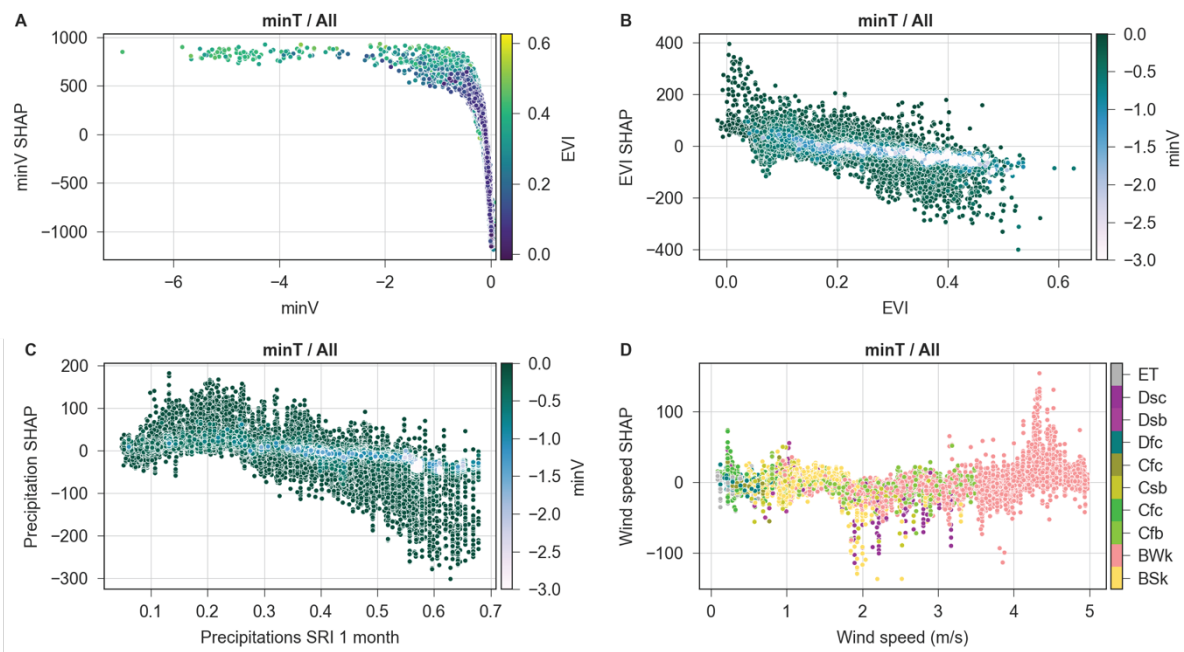 A
minT / All
1000
500
0
−500
−1000
minV SHAP
−6
−4
−2
0
minV
0.6
0.4
0.2
0.0
EVI
B
minT / All
400
200
0
−200
−400
EVI SHAP
0.0
0.2
0.4
0.6
EVI
0.0
−0.5
−1.0
−1.5
−2.0
−2.5
−3.0
minV
C
minT / All
200
100
0
−100
−200
−300
Precipitation SHAP
0.1
0.2
0.3
0.4
0.5
0.6
0.7
Precipitations SRI 1 month
0.0
−0.5
−1.0
−1.5
−2.0
−2.5
−3.0
minV
D
minT / All
100
0
−100
Wind speed SHAP
0
1
2
3
4
5
Wind speed (m/s)
ET
Dsc
Dsb
Dfc
Cfc
Csb
Cfc
Cfb
BWk
BSk